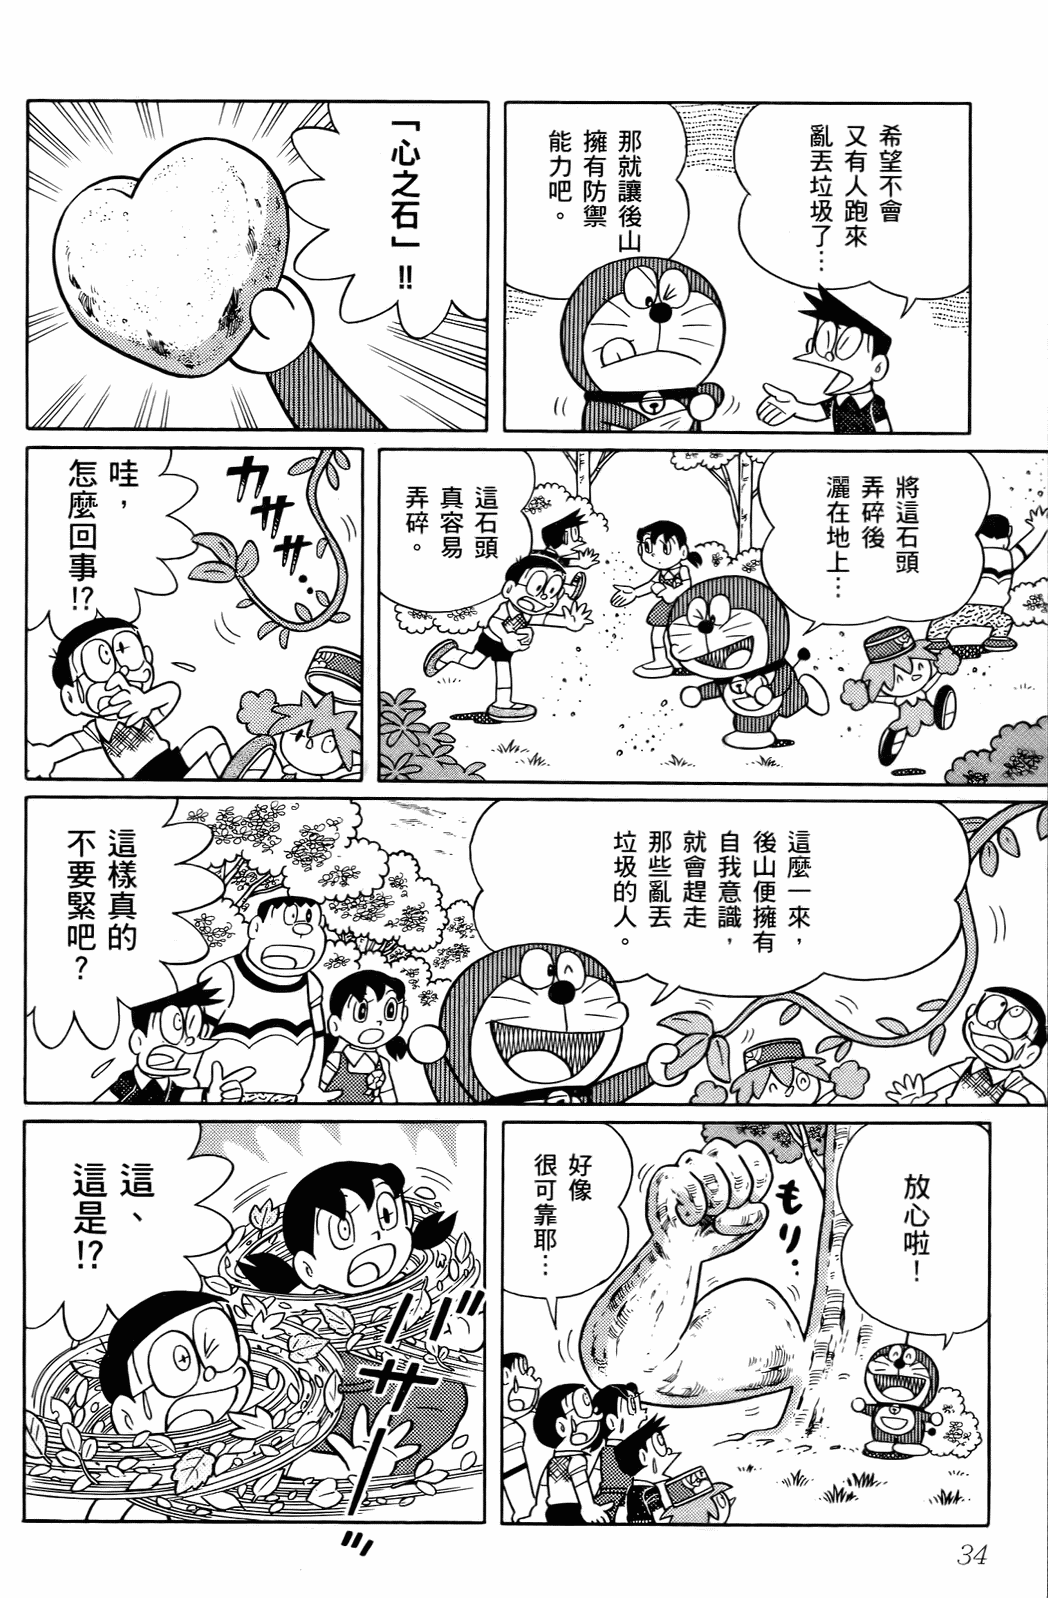 希望不會
又有人跑來
亂丟垃圾了⋯
那就讓後山
擁有防禦
能力吧。
「心之石」!!
將這石頭
弄碎後
灑在地上⋯
這石頭
真容易
弄碎。
カサカサ‥
哇，
怎麼回事!?
這麼一來，
後山便擁有
自我意識，
就會趕走
那些亂丟
垃圾的人。
這樣真的
不要緊吧？
放心啦！
もりっ‥
好像
很可靠耶⋯
ババザザーッ
這、
這是!?
34